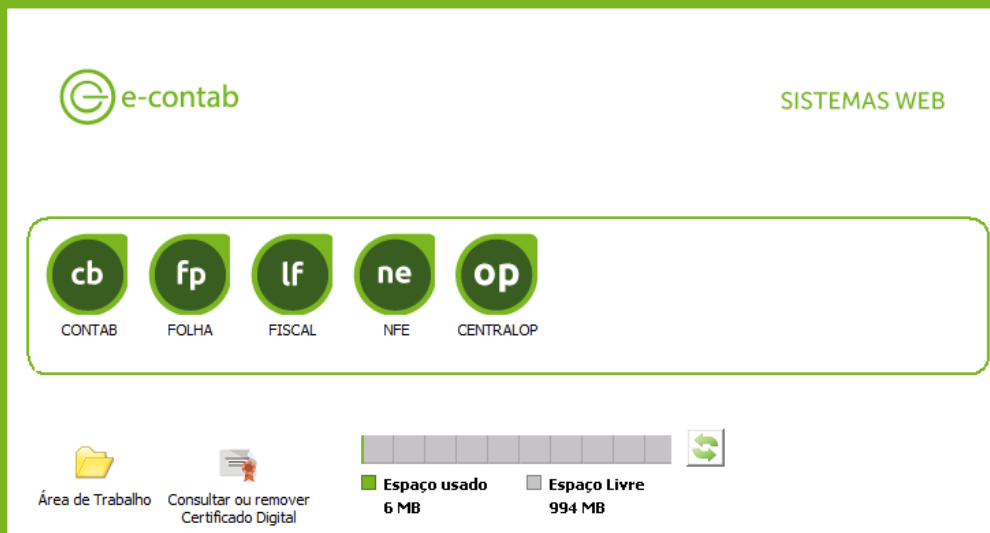 e-contab
SISTEMAS WEB
cb
fp
lf
ne
op
CONTAB
FOLHA
FISCAL
NFE
CENTRALOP
Área de Trabalho
Consultar ou remover
Certificado Digital
Espaço usado
6 MB
Espaço Livre
994 MB